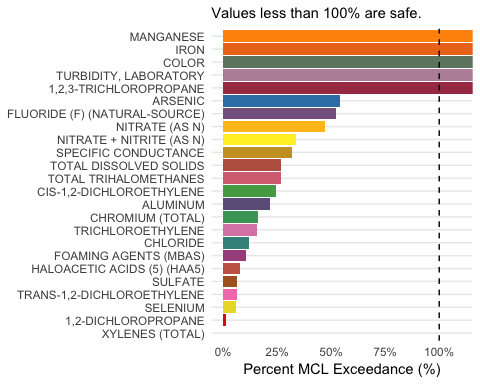 Values less than 100% are safe.
MANGANESE
IRON
COLOR
TURBIDITY, LABORATORY
1,2,3-TRICHLOROPROPANE
ARSENIC
FLUORIDE (F) (NATURAL-SOURCE)
NITRATE (AS N)
NITRATE + NITRITE (AS N)
SPECIFIC CONDUCTANCE
TOTAL DISSOLVED SOLIDS
TOTAL TRIHALOMETHANES
CIS-1,2-DICHLOROETHYLENE
ALUMINUM
CHROMIUM (TOTAL)
TRICHLOROETHYLENE
CHLORIDE
FOAMING AGENTS (MBAS)
HALOACETIC ACIDS (5) (HAA5)
SULFATE
TRANS-1,2-DICHLOROETHYLENE
SELENIUM
1,2-DICHLOROPROPANE
XYLENES (TOTAL)
0% 25% 50% 75% 100%
Percent MCL Exceedance (%)